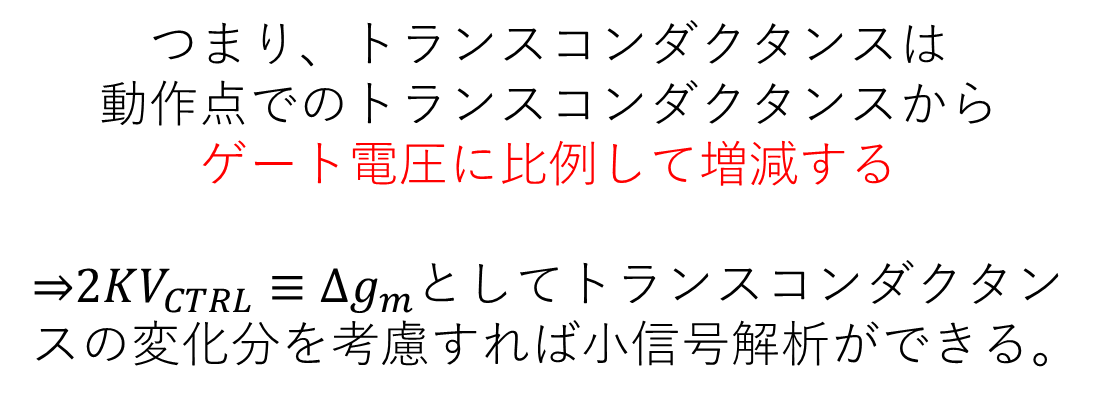 つまり、トランスコンダクタンスは
動作点でのトランスコンダクタンスから
ゲート電圧に比例して増減する
⇒2KV_{CTRL} ≡ Δg_mとしてトランスコンダクタン
スの変化分を考慮すれば小信号解析ができる。